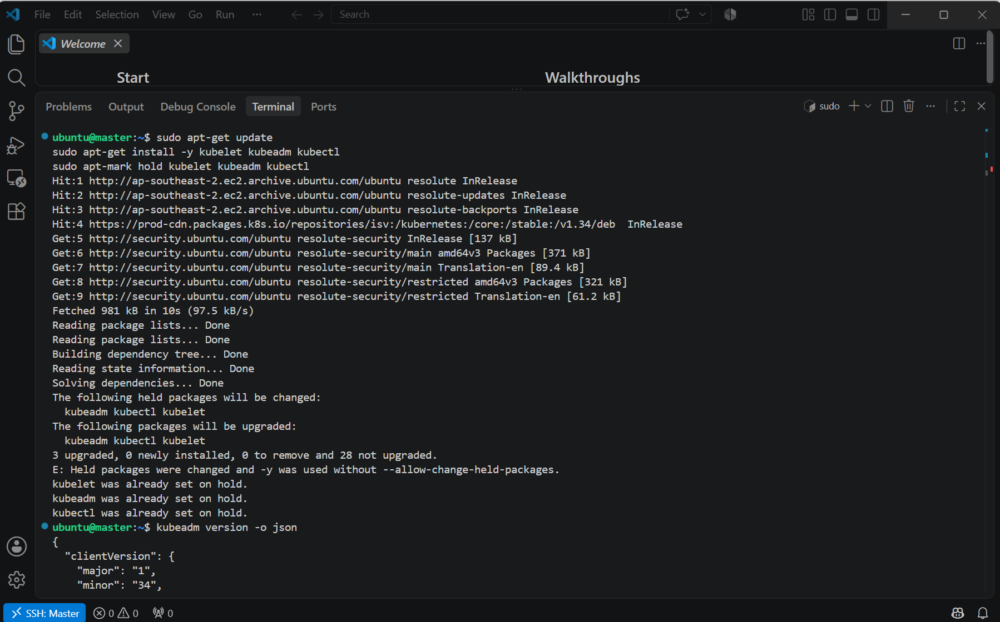 File Edit Selection View Go Run ··· Search
Welcome
Start Walkthroughs
Problems Output Debug Console Terminal Ports sudo
ubuntu@master:~$ sudo apt-get update
sudo apt-get install -y kubelet kubeadm kubectl
sudo apt-mark hold kubelet kubeadm kubectl
Hit:1 http://ap-southeast-2.ec2.archive.ubuntu.com/ubuntu resolute InRelease
Hit:2 http://ap-southeast-2.ec2.archive.ubuntu.com/ubuntu resolute-updates InRelease
Hit:3 http://ap-southeast-2.ec2.archive.ubuntu.com/ubuntu resolute-backports InRelease
Hit:4 https://prod-cdn.packages.k8s.io/repositories/isv:/kubernetes:/core:/stable:/v1.34/deb  InRelease
Get:5 http://security.ubuntu.com/ubuntu resolute-security InRelease [137 kB]
Get:6 http://security.ubuntu.com/ubuntu resolute-security/main amd64v3 Packages [371 kB]
Get:7 http://security.ubuntu.com/ubuntu resolute-security/main Translation-en [89.4 kB]
Get:8 http://security.ubuntu.com/ubuntu resolute-security/restricted amd64v3 Packages [321 kB]
Get:9 http://security.ubuntu.com/ubuntu resolute-security/restricted Translation-en [61.2 kB]
Fetched 981 kB in 10s (97.5 kB/s)
Reading package lists... Done
Reading package lists... Done
Building dependency tree... Done
Reading state information... Done
Solving dependencies... Done
The following held packages will be changed:
  kubeadm kubectl kubelet
The following packages will be upgraded:
  kubeadm kubectl kubelet
3 upgraded, 0 newly installed, 0 to remove and 28 not upgraded.
E: Held packages were changed and -y was used without --allow-change-held-packages.
kubelet was already set on hold.
kubeadm was already set on hold.
kubectl was already set on hold.
ubuntu@master:~$ kubeadm version -o json
{
  "clientVersion": {
    "major": "1",
    "minor": "34",
SSH: Master 0 0 0